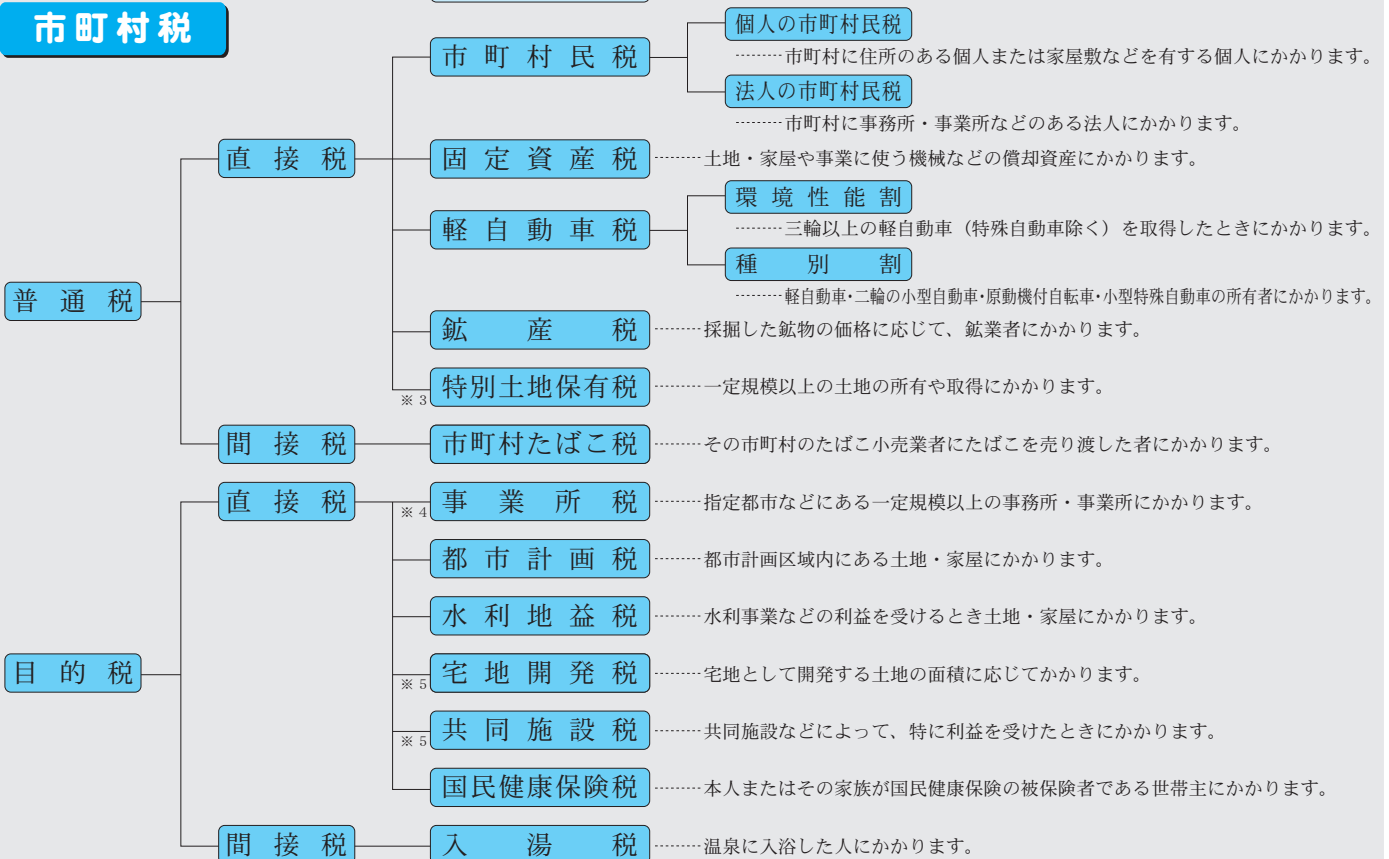 市町村税
市町村民税
個人の市町村民税
市町村に住所のある個人または家屋敷などを有する個人にかかります。
法人の市町村民税
市町村に事務所・事業所などのある法人にかかります。
直接税
固定資産税
土地・家屋や事業に使う機械などの償却資産にかかります。
軽自動車税
環境性能割
三輪以上の軽自動車（特殊自動車除く）を取得したときにかかります。
種別割
軽自動車・二輪の小型自動車・原動機付自転車・小型特殊自動車の所有者にかかります。
普通税
鉱産税
採掘した鉱物の価格に応じて、鉱業者にかかります。
※3 特別土地保有税
一定規模以上の土地の所有や取得にかかります。
間接税
市町村たばこ税
その市町村のたばこ小売業者にたばこを売り渡した者にかかります。
直接税
※4 事業所税
指定都市などにある一定規模以上の事務所・事業所にかかります。
都市計画税
都市計画区域内にある土地・家屋にかかります。
水利地益税
水利事業などの利益を受けるとき土地・家屋にかかります。
目的税
※5 宅地開発税
宅地として開発する土地の面積に応じてかかります。
※5 共同施設税
共同施設などによって、特に利益を受けたときにかかります。
国民健康保険税
本人またはその家族が国民健康保険の被保険者である世帯主にかかります。
間接税
入湯税
温泉に入浴した人にかかります。